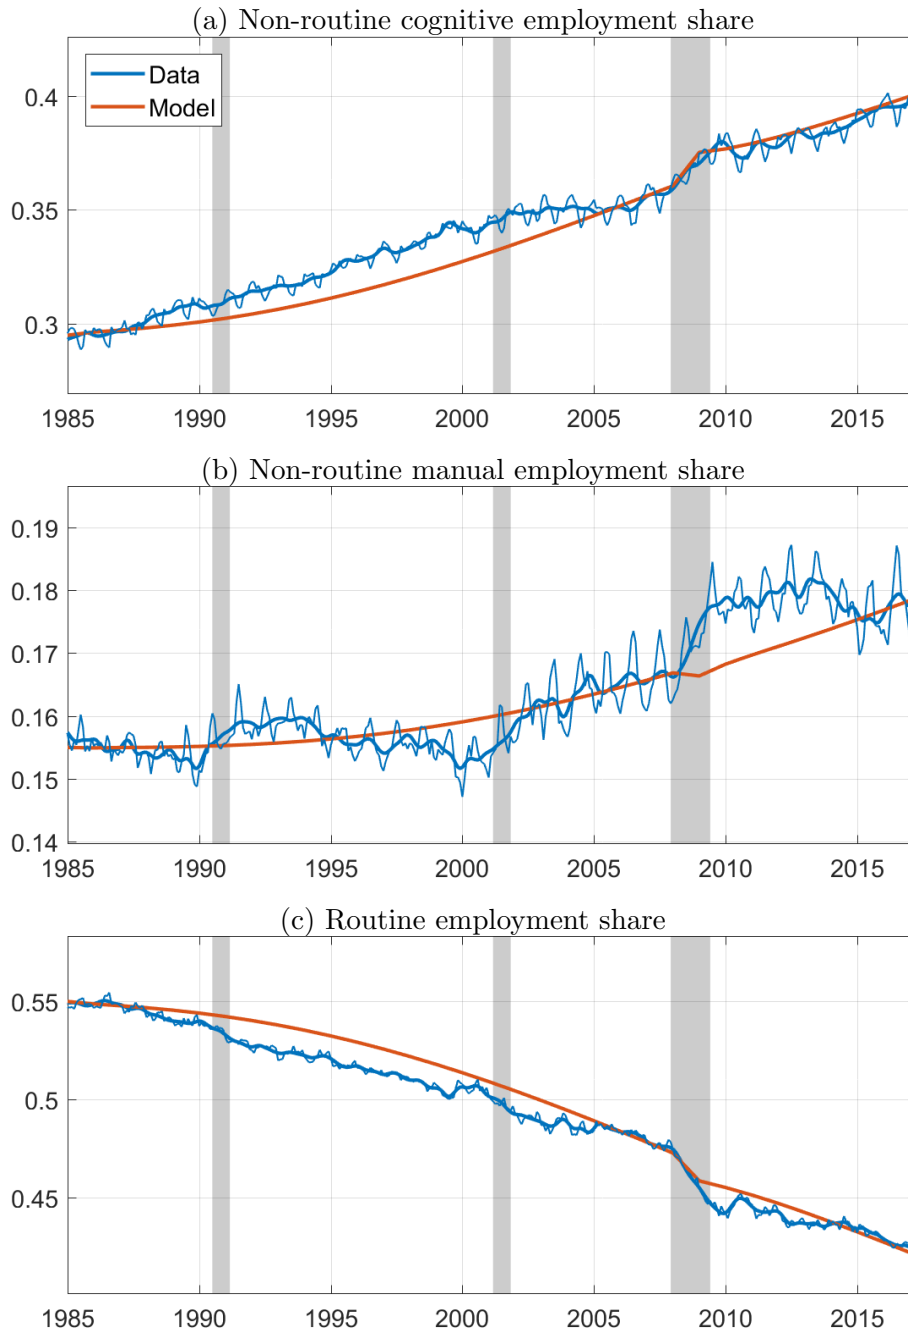 (a) Non-routine cognitive employment share
Data
Model
0.4
0.35
0.3
1985 1990 1995 2000 2005 2010 2015
(b) Non-routine manual employment share
0.19
0.18
0.17
0.16
0.15
0.14
1985 1990 1995 2000 2005 2010 2015
(c) Routine employment share
0.55
0.5
0.45
1985 1990 1995 2000 2005 2010 2015